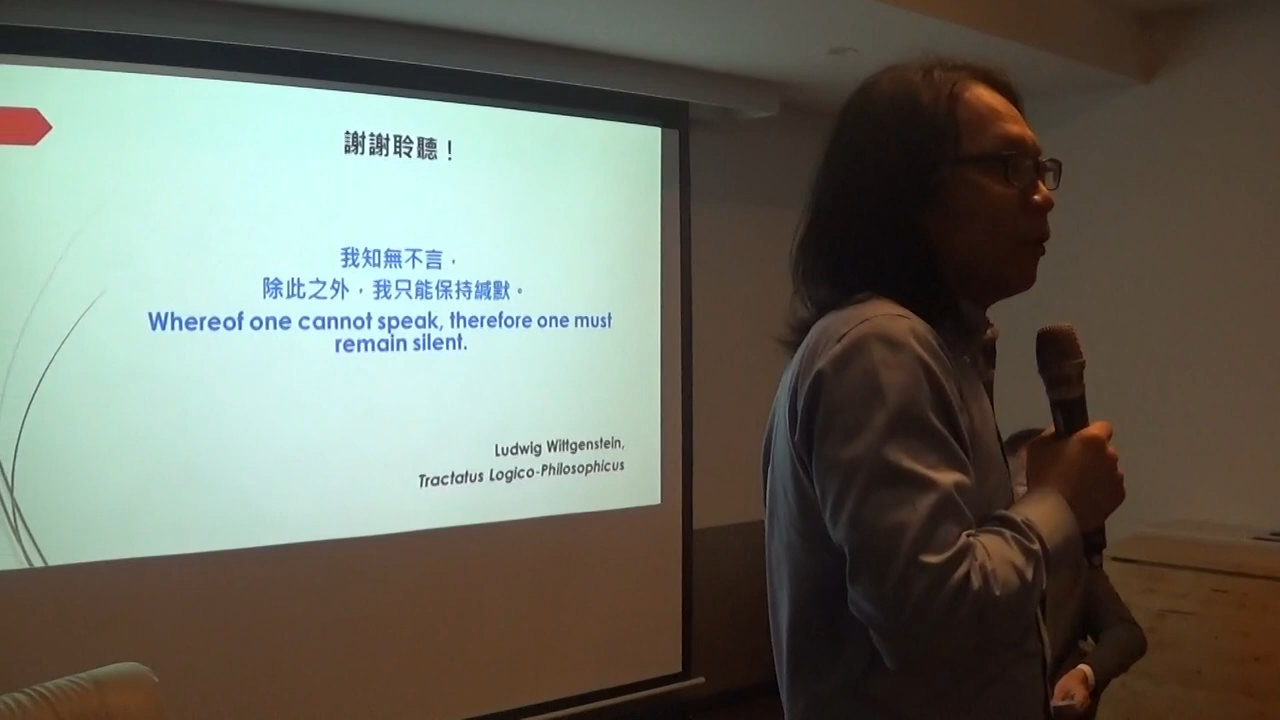 謝謝聆聽！
我知無不言，
除此之外，我只能保持緘默。
Whereof one cannot speak, therefore one must
remain silent.
Ludwig Wittgenstein,
Tractatus Logico-Philosophicus